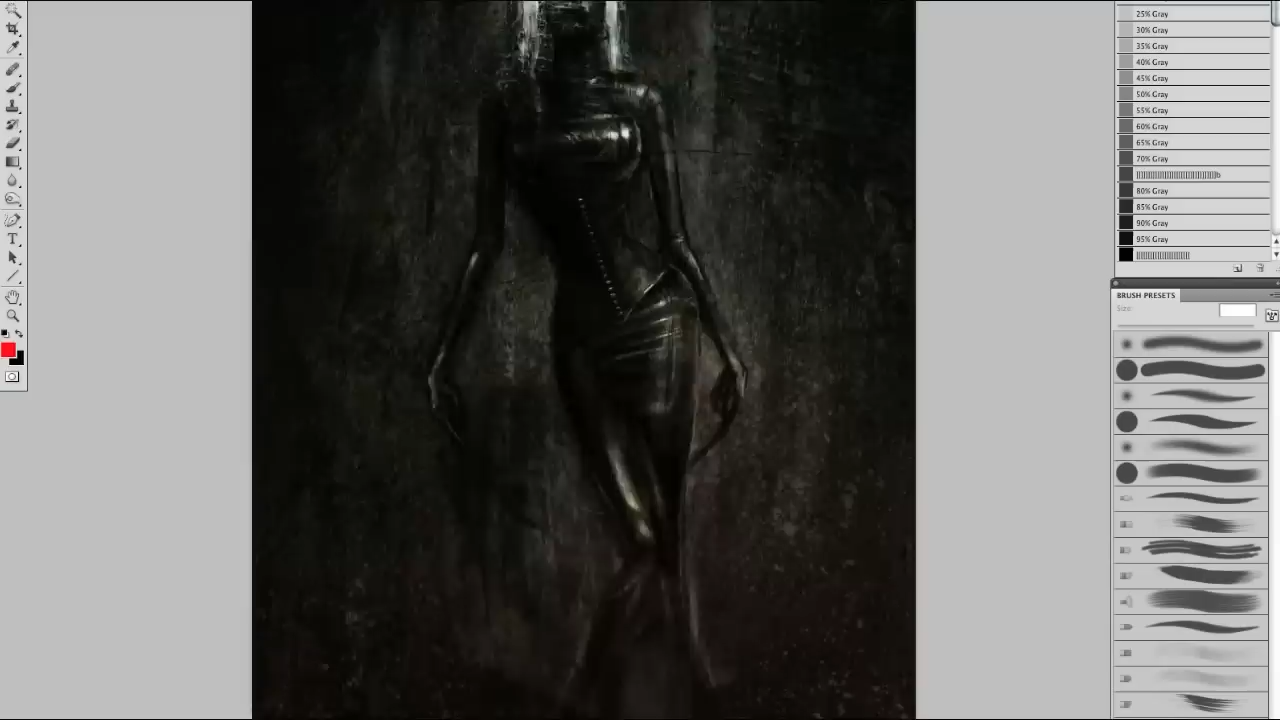 25% Gray
30% Gray
35% Gray
40% Gray
45% Gray
50% Gray
55% Gray
60% Gray
65% Gray
70% Gray
80% Gray
85% Gray
90% Gray
95% Gray
BRUSH PRESETS
Size: